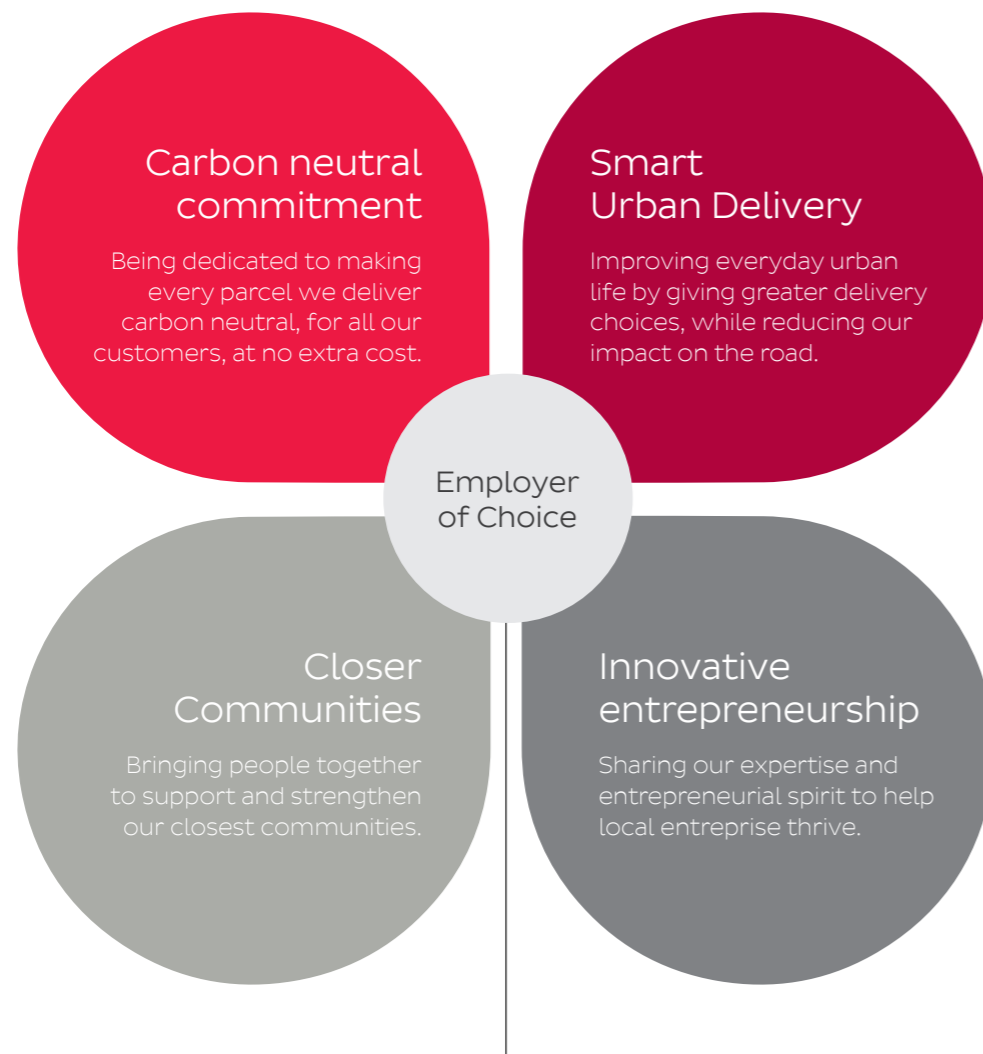 Carbon neutral
commitment
Being dedicated to making
every parcel we deliver
carbon neutral, for all our
customers, at no extra cost.
Smart
Urban Delivery
Improving everyday urban
life by giving greater delivery
choices, while reducing our
impact on the road.
Employer
of Choice
Closer
Communities
Bringing people together
to support and strengthen
our closest communities.
Innovative
entrepreneurship
Sharing our expertise and
entrepreneurial spirit to help
local entreprise thrive.